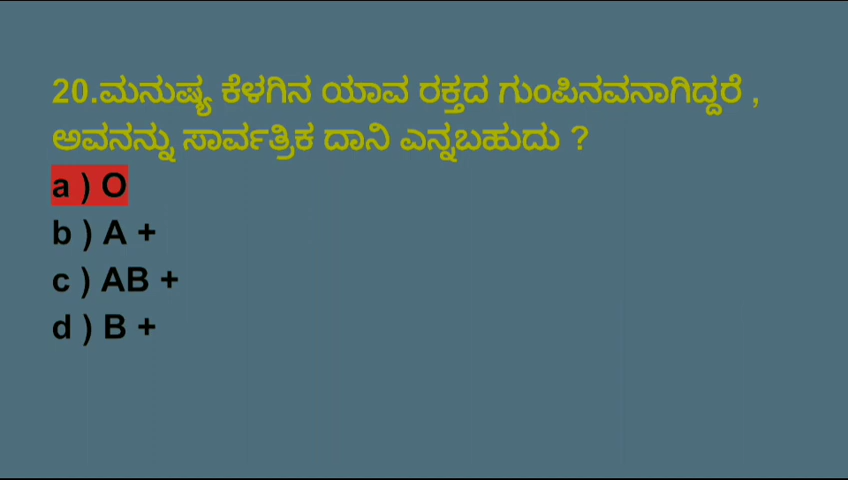 20.ಮನುಷ್ಯ ಕೆಳಗಿನ ಯಾವ ರಕ್ತದ ಗುಂಪಿನವನಾಗಿದ್ದರೆ ,
ಅವನನ್ನು ಸಾರ್ವತ್ರಿಕ ದಾನಿ ಎನ್ನಬಹುದು ?
a ) O
b ) A +
c ) AB +
d ) B +